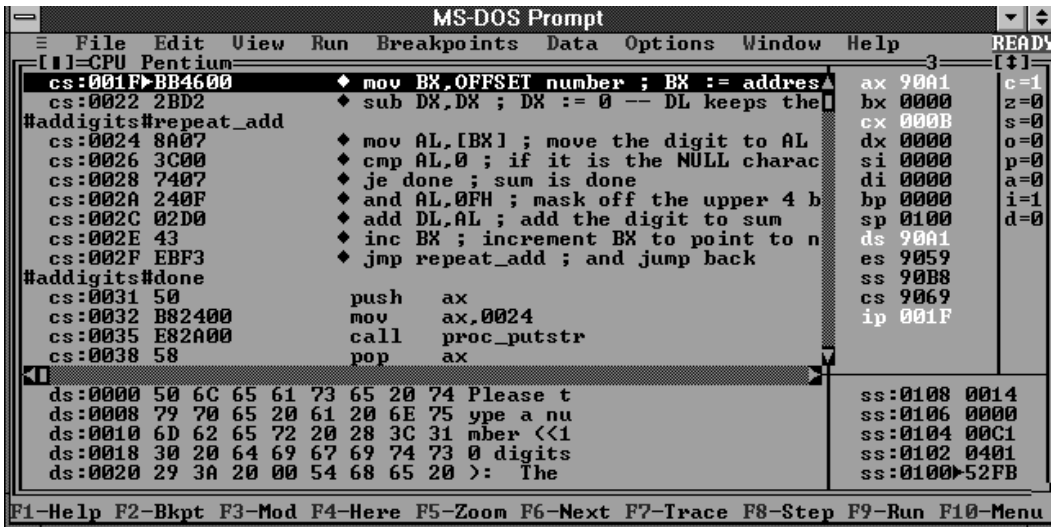 MS-DOS Prompt
≡ File Edit View Run Breakpoints Data Options Window Help READY
[■]=CPU Pentium 3 [↕]
cs:001F►BB4600 ♦ mov BX,OFFSET number ; BX := addres ax 90A1 c=1
cs:0022 2BD2 ♦ sub DX,DX ; DX := 0 -- DL keeps the bx 0000 z=0
#addigits#repeat_add cx 000B s=0
cs:0024 8A07 ♦ mov AL,[BX] ; move the digit to AL dx 0000 o=0
cs:0026 3C00 ♦ cmp AL,0 ; if it is the NULL charac si 0000 p=0
cs:0028 7407 ♦ je done ; sum is done di 0000 a=0
cs:002A 240F ♦ and AL,0FH ; mask off the upper 4 b bp 0000 i=1
cs:002C 02D0 ♦ add DL,AL ; add the digit to sum sp 0100 d=0
cs:002E 43 ♦ inc BX ; increment BX to point to n ds 90A1
cs:002F EBF3 ♦ jmp repeat_add ; and jump back es 9059
#addigits#done ss 90B8
cs:0031 50 push ax cs 9069
cs:0032 B82400 mov ax,0024 ip 001F
cs:0035 E82A00 call proc_putstr
cs:0038 58 pop ax
ds:0000 50 6C 65 61 73 65 20 74 Please t ss:0108 0014
ds:0008 79 70 65 20 61 20 6E 75 ype a nu ss:0106 0000
ds:0010 6D 62 65 72 20 28 3C 31 mber (<1 ss:0104 00C1
ds:0018 30 20 64 69 67 69 74 73 0 digits ss:0102 0401
ds:0020 29 3A 20 00 54 68 65 20 ): The ss:0100►52FB
F1-Help F2-Bkpt F3-Mod F4-Here F5-Zoom F6-Next F7-Trace F8-Step F9-Run F10-Menu